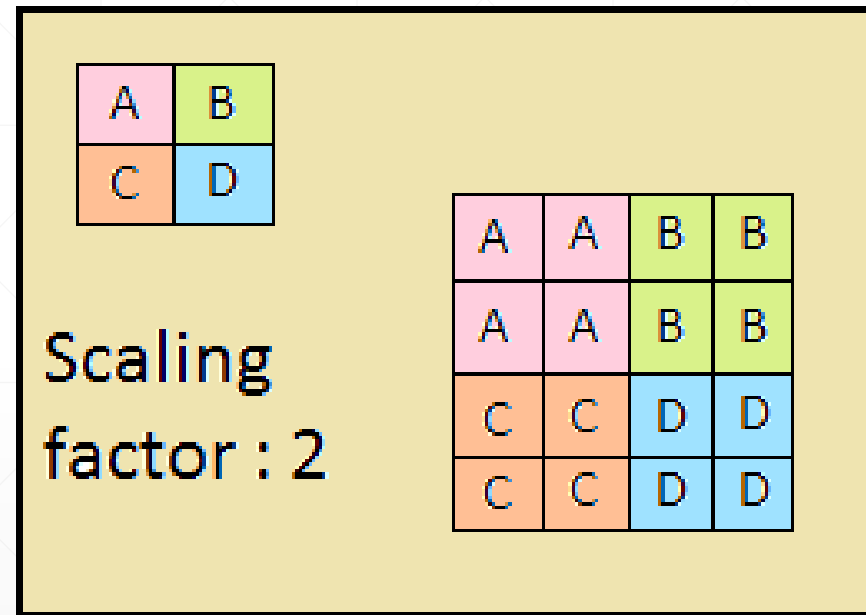 A B
C D
A A B B
A A B B
Scaling
factor : 2
C C D D
C C D D